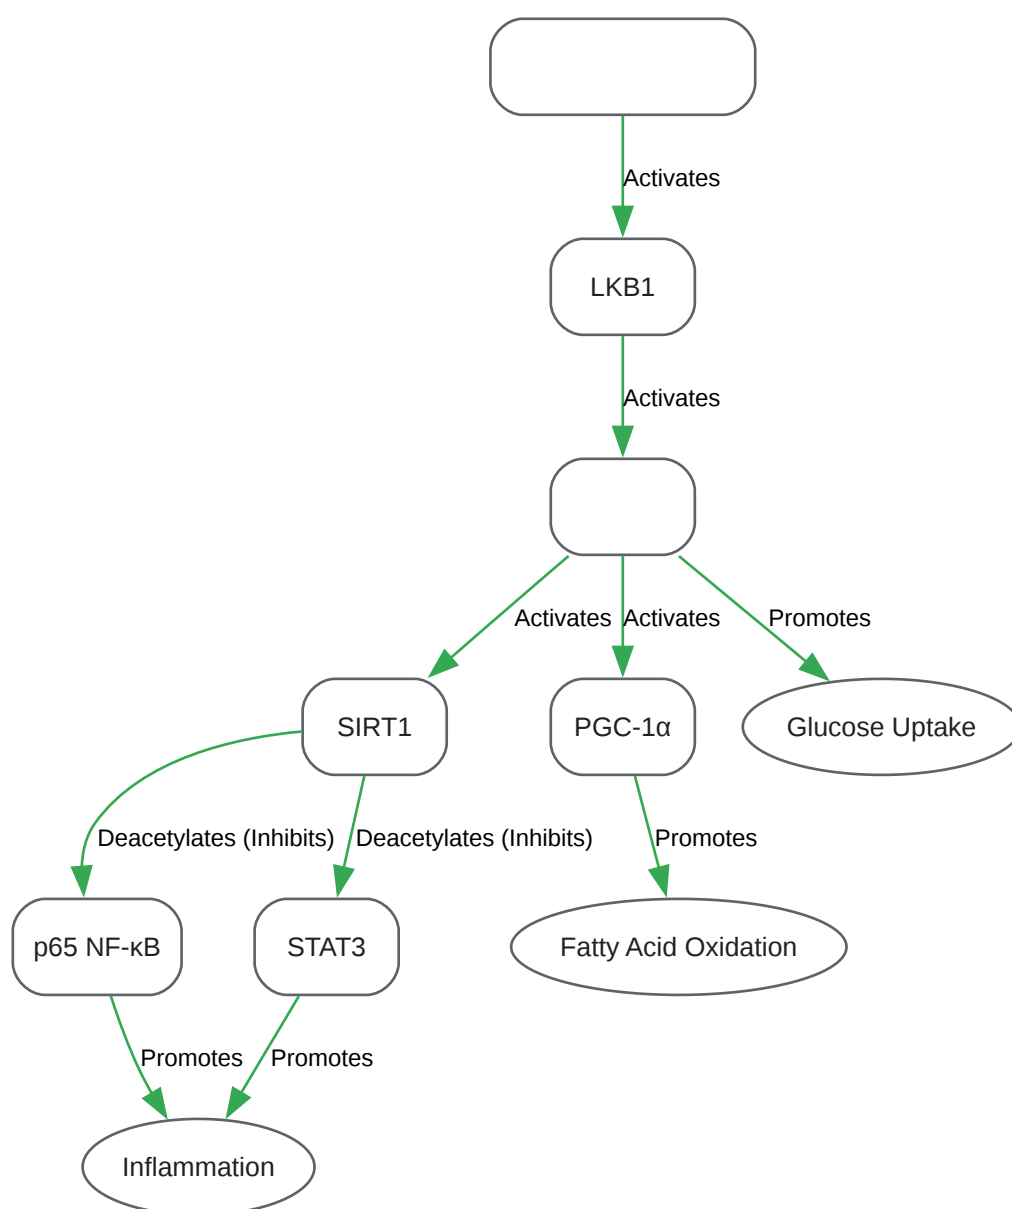 Activates
LKB1
Activates
Activates
Activates
Promotes
SIRT1
PGC-1α
Glucose Uptake
Deacetylates (Inhibits)
Deacetylates (Inhibits)
Promotes
p65 NF-κB
STAT3
Fatty Acid Oxidation
Promotes
Promotes
Inflammation